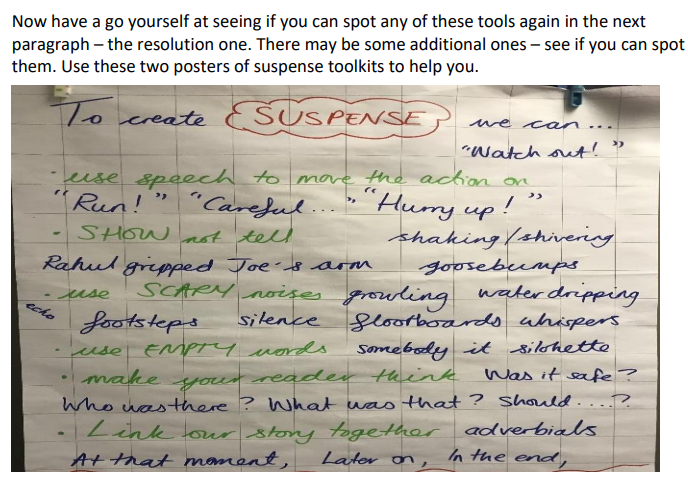 Now have a go yourself at seeing if you can spot any of these tools again in the next
paragraph – the resolution one. There may be some additional ones – see if you can spot
them. Use these two posters of suspense toolkits to help you.
To create SUSPENSE we can ...
"Watch out!"
· use speech to move the action on
"Run!" "Careful..." "Hurry up!"
· SHOW not tell shaking/shivering
Rahul gripped Joe's arm goosebumps
· use SCARY noises growling water dripping
echo footsteps silence floorboards whispers
· use EMPTY words somebody it silohette
· make your reader think Was it safe?
Who was there? What was that? Should....?
· Link our story together adverbials
At that moment, Later on, In the end,